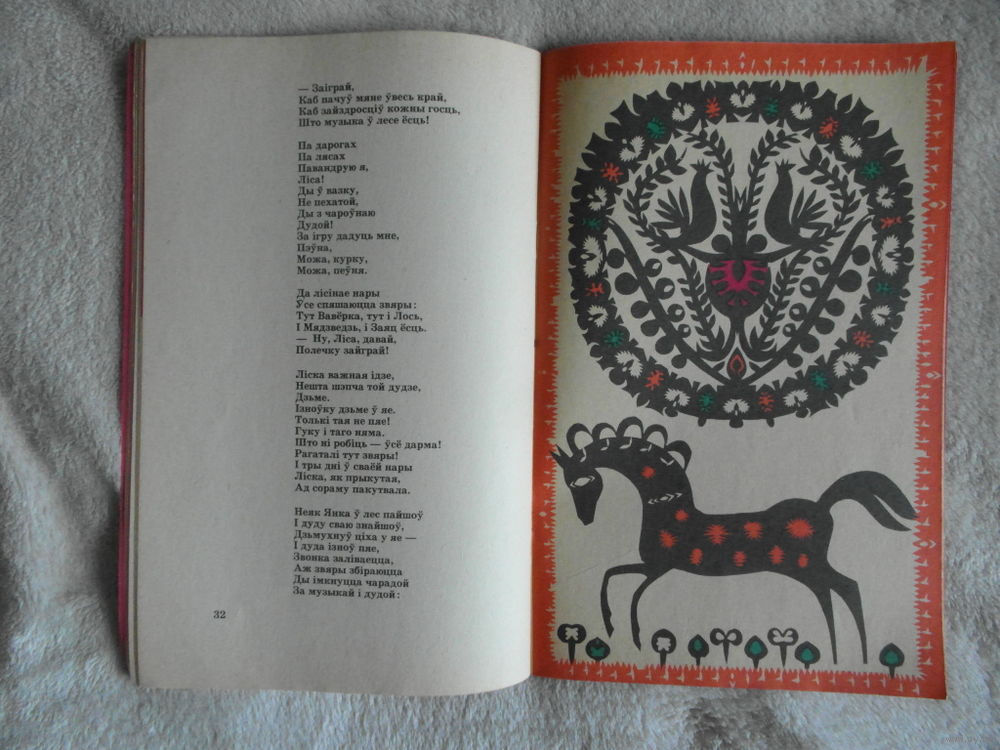 — Заіграй,
Каб пачуў мяне ўвесь край,
Каб зайздросціў кожны госць,
Што музыка ў лесе ёсць!
Па дарогах
Па лясах
Павандрую я,
Ліса!
Ды ў вазку,
Не пехатой,
Ды з чароўнаю
Дудой!
За ігру дадуць мне,
Пэўна,
Можа, курку,
Можа, пеўня.
Да лісінае нары
Усе спяшаюцца звяры:
Тут Вавёрка, тут і Лось,
І Мядзведзь, і Заяц ёсць.
— Ну, Ліса, давай,
Полечку зайграй!
Ліска важная ідзе,
Нешта шэпча той дудзе,
Дзьме.
Ізноўку дзьме ў яе.
Толькі тая не пяе!
Гуку і таго няма.
Што ні робіць — ўсё дарма!
Рагаталі тут звяры!
І тры дні ў сваёй нары
Ліска, як прыкутая,
Ад сораму пакутвала.
Неяк Янка ў лес пайшоў
І дуду сваю знайшоў,
Дзьмухнуў ціха у яе —
І дуда ізноў пяе,
Звонка заліваецца,
Аж звяры збіраюцца
Ды імкнуцца чарадой
За музыкай і дудой:
32